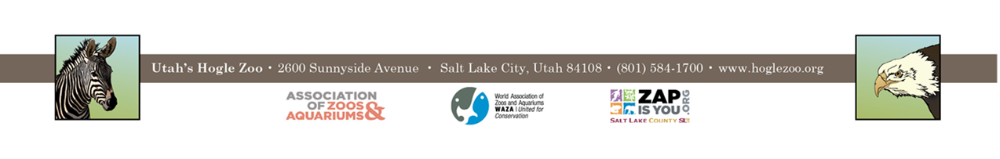 Utah's Hogle Zoo • 2600 Sunnyside Avenue • Salt Lake City, Utah 84108 • (801) 584-1700 • www.hoglezoo.org
ASSOCIATION
OF ZOOS
AQUARIUMS &
World Association of
Zoos and Aquariums
WAZA | United for
Conservation
ZAP
IS YOU
.ORG
SALT LAKE COUNTY SL